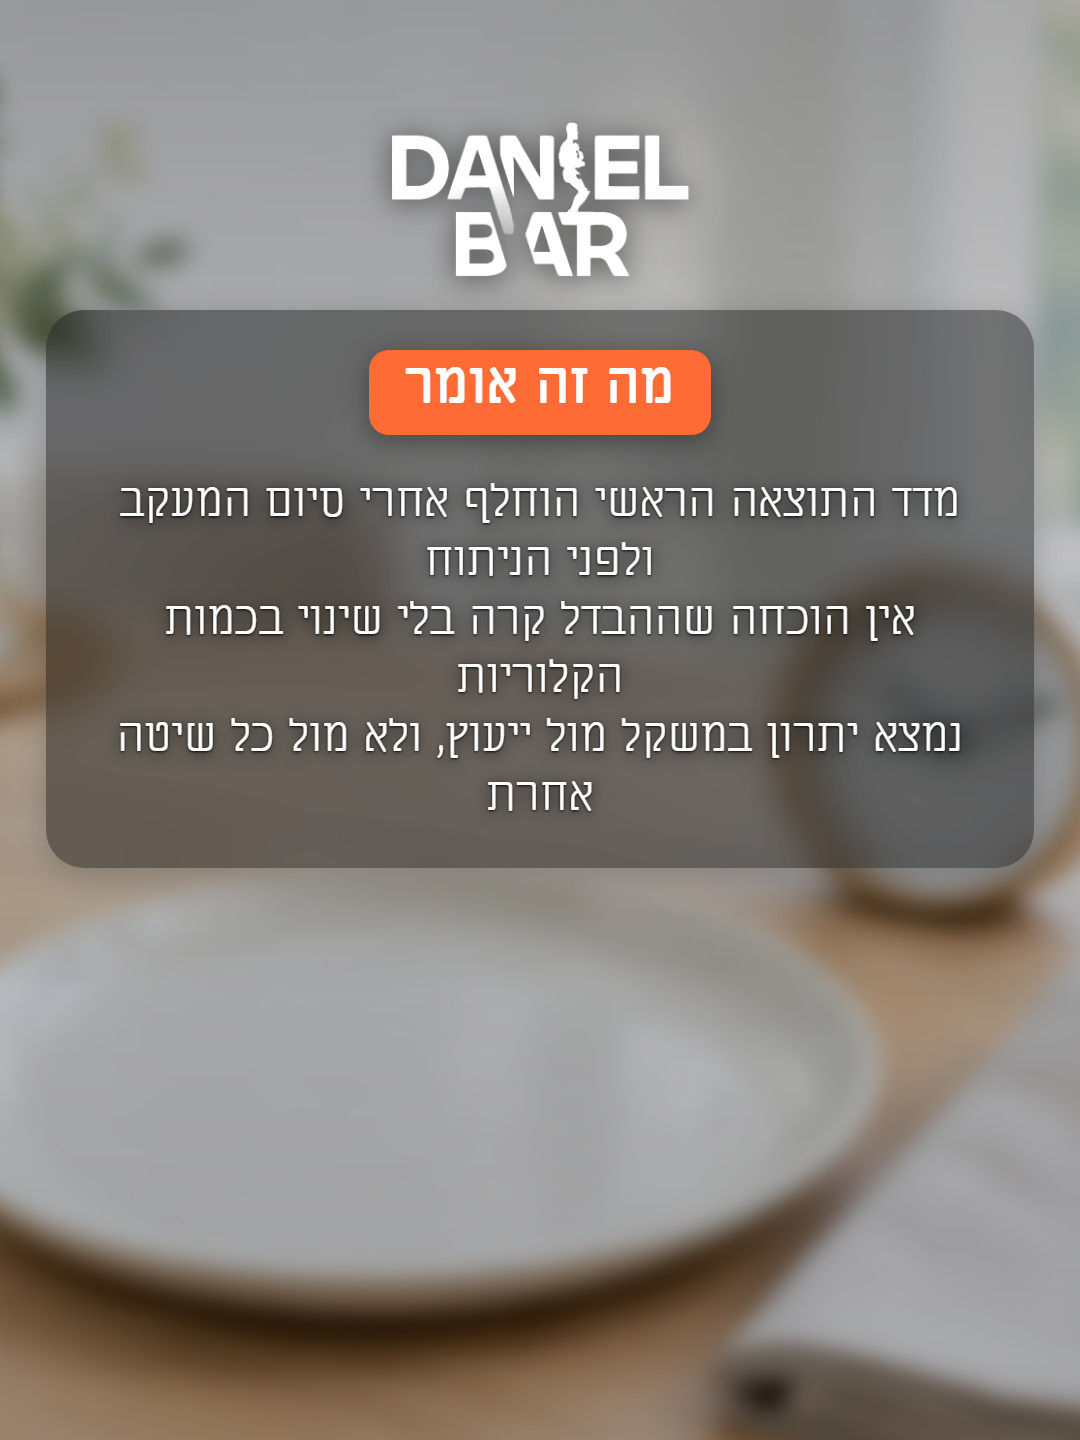 DANIEL
BAR
מה זה אומר
מדד התוצאה הראשי הוחלף אחרי סיום המעקב
ולפני הניתוח
אין הוכחה שההבדל קרה בלי שינוי בכמות
הקלוריות
נמצא יתרון במשקל מול ייעוץ, ולא מול כל שיטה
אחרת